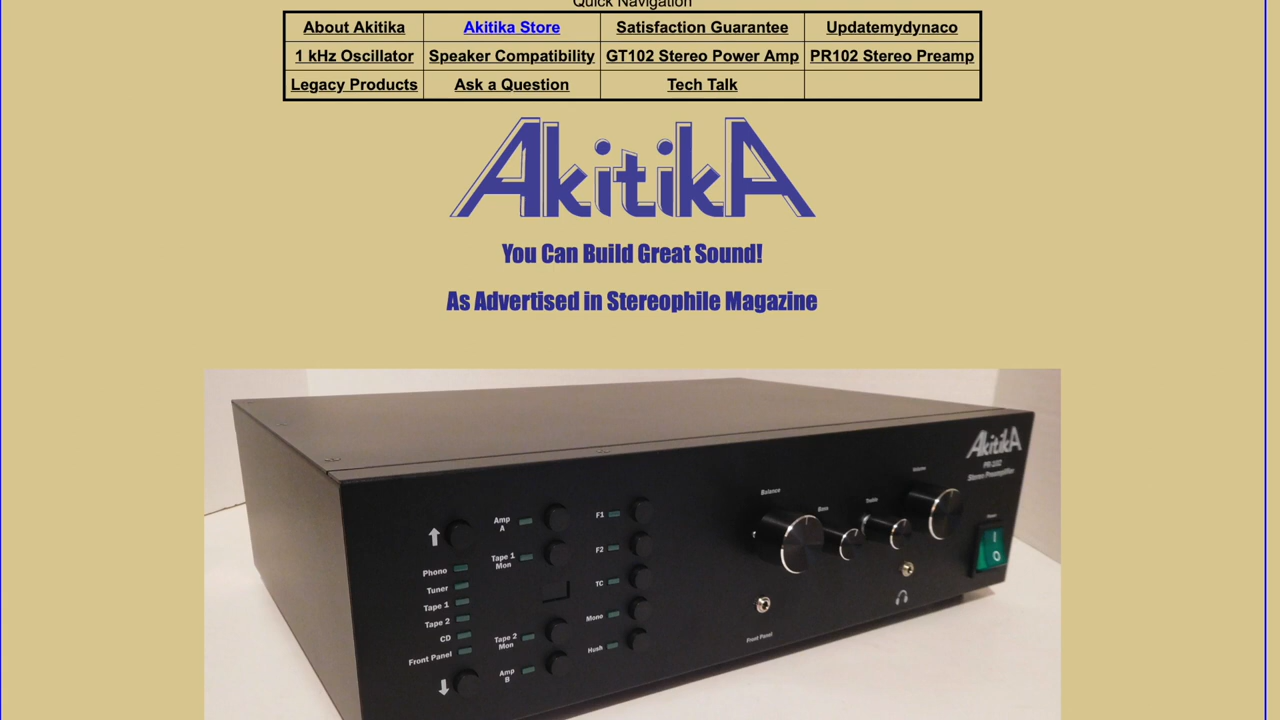 Quick Navigation
About Akitika Akitika Store Satisfaction Guarantee Updatemydynaco
1 kHz Oscillator Speaker Compatibility GT102 Stereo Power Amp PR102 Stereo Preamp
Legacy Products Ask a Question Tech Talk
AkitikA
You Can Build Great Sound!
As Advertised in Stereophile Magazine
AkitikA
PR-102
Stereo Preamplifier
Volume
Treble
Bass
Balance
Power
Amp
A
F1
Tape 1
Mon
F2
Phono
Tuner
TC
Tape 1
Tape 2
Mono
CD
Tape 2
Mon
Hush
Front Panel
Amp
B
Front Panel
I
O